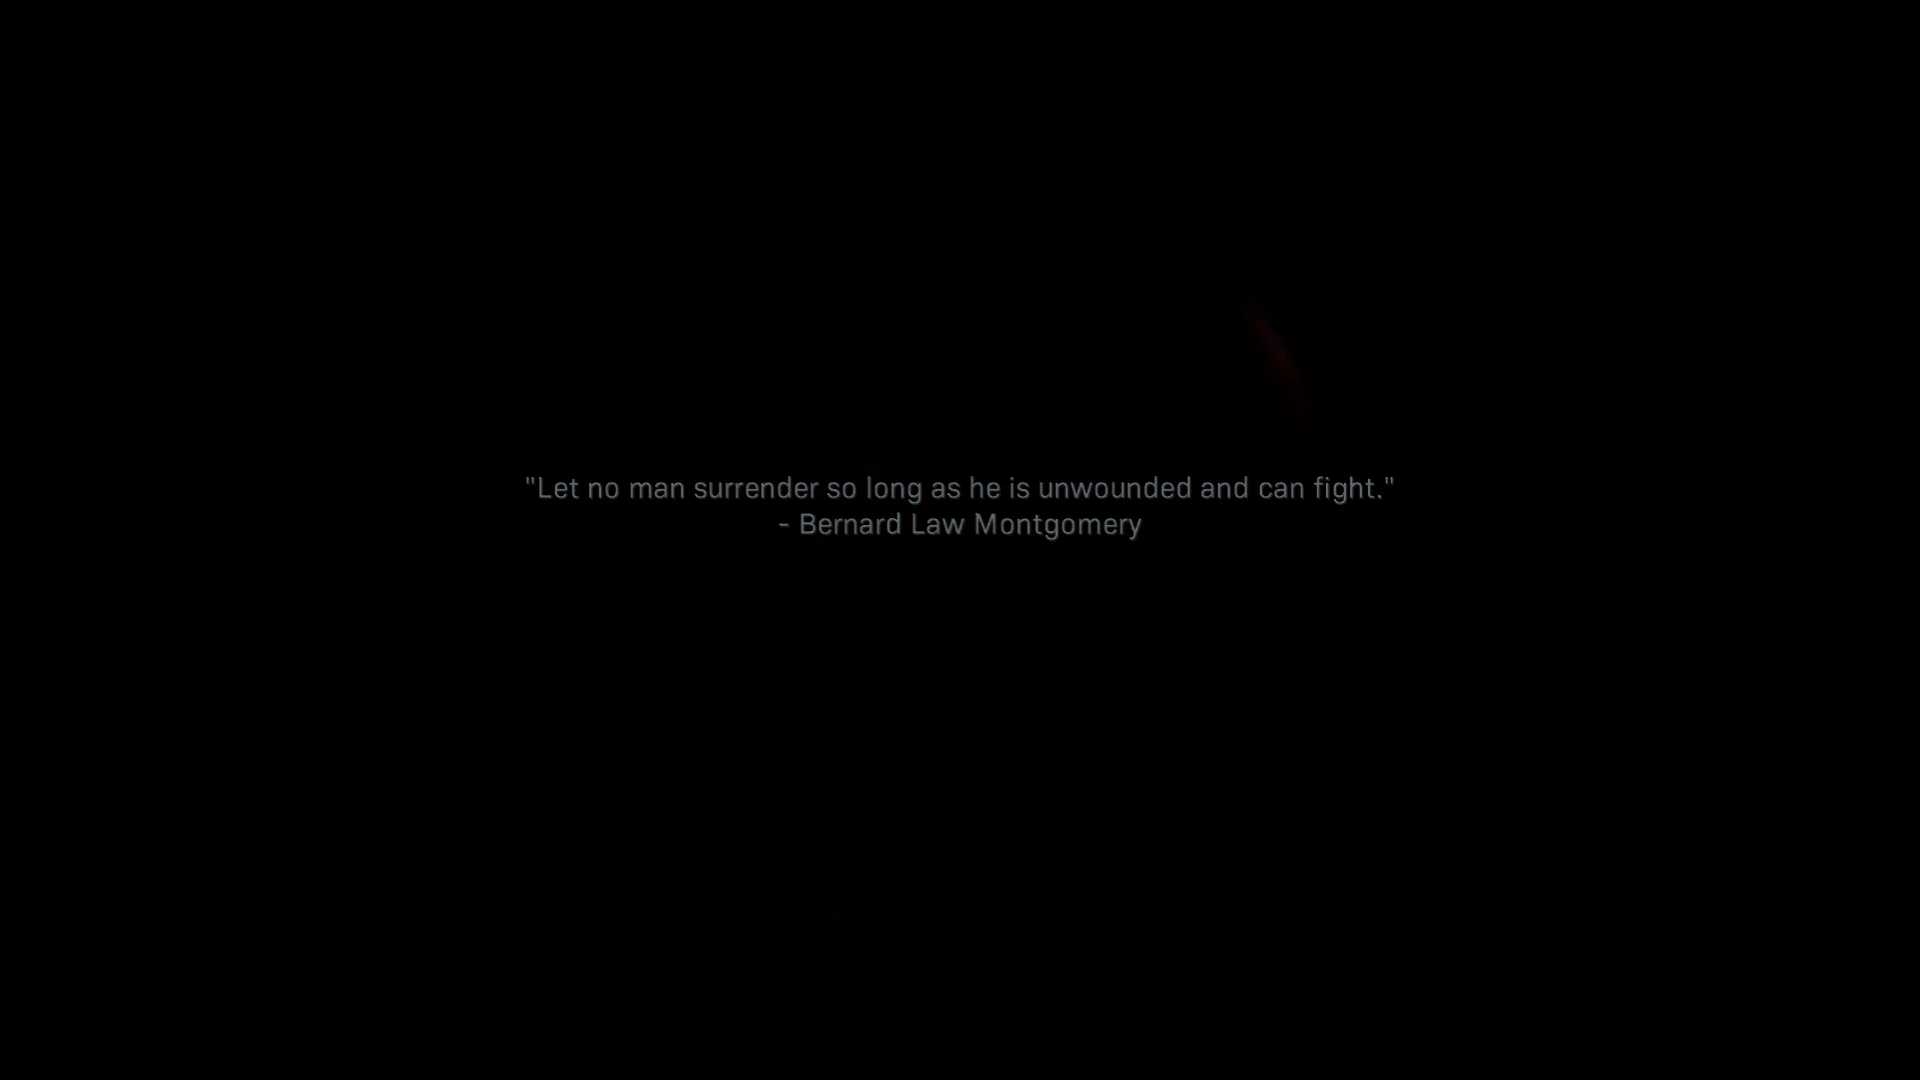 "Let no man surrender so long as he is unwounded and can fight."
- Bernard Law Montgomery